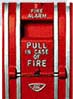 FIRE
ALARM
PULL
IN CASE
OF
FIRE